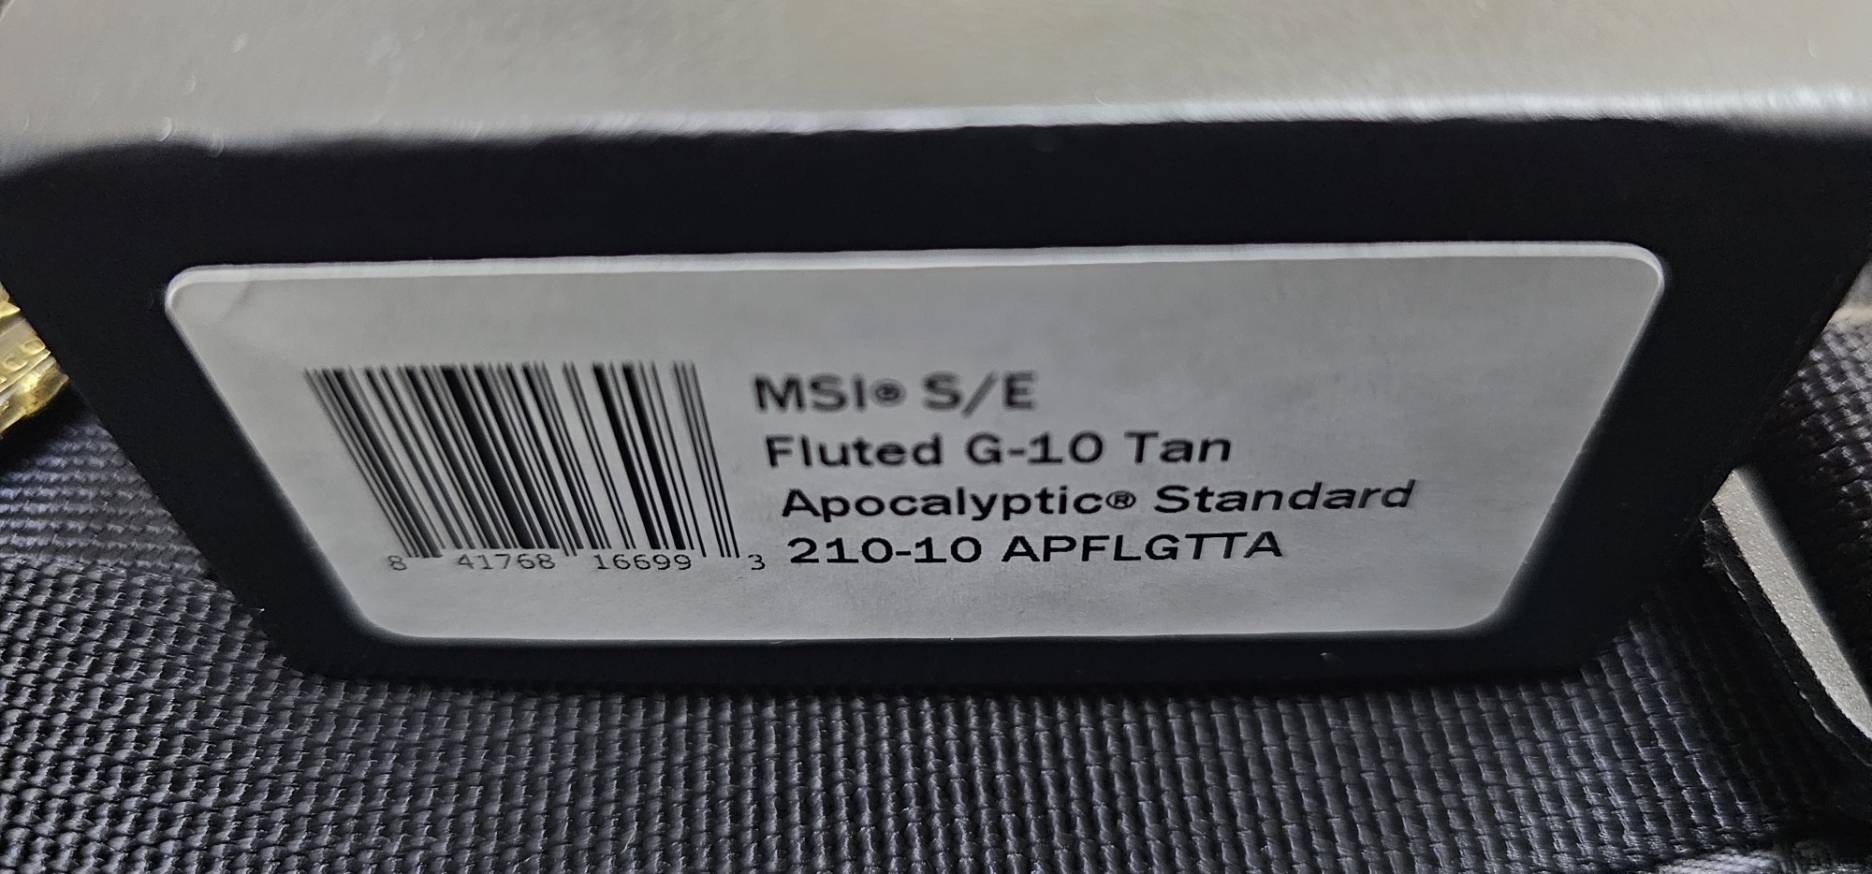 MSI® S/E
Fluted G-10 Tan
Apocalyptic® Standard
210-10 APFLGTTA
8 41768 16699 3